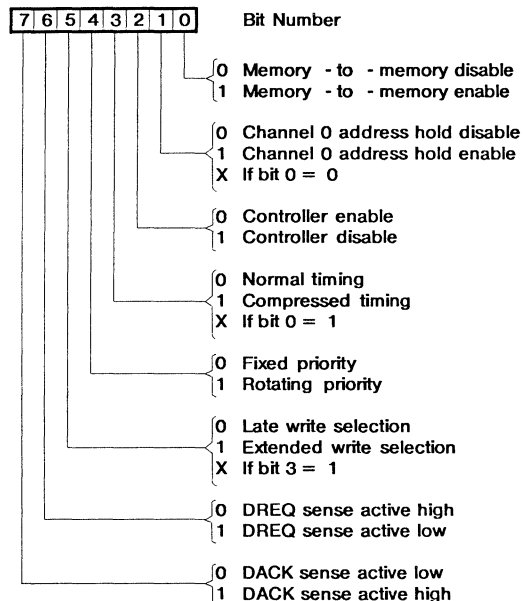 7 6 5 4 3 2 1 0 Bit Number
0 Memory - to - memory disable
1 Memory - to - memory enable
0 Channel 0 address hold disable
1 Channel 0 address hold enable
X If bit 0 = 0
0 Controller enable
1 Controller disable
0 Normal timing
1 Compressed timing
X If bit 0 = 1
0 Fixed priority
1 Rotating priority
0 Late write selection
1 Extended write selection
X If bit 3 = 1
0 DREQ sense active high
1 DREQ sense active low
0 DACK sense active low
1 DACK sense active high